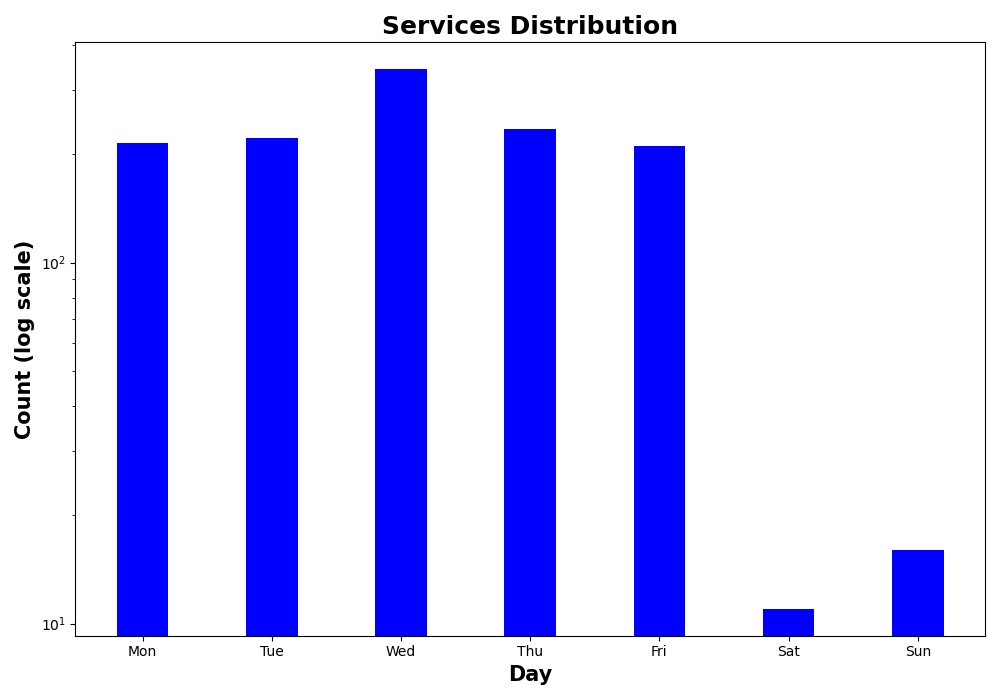 Services Distribution
Count (log scale)
10²
10¹
Mon Tue Wed Thu Fri Sat Sun
Day